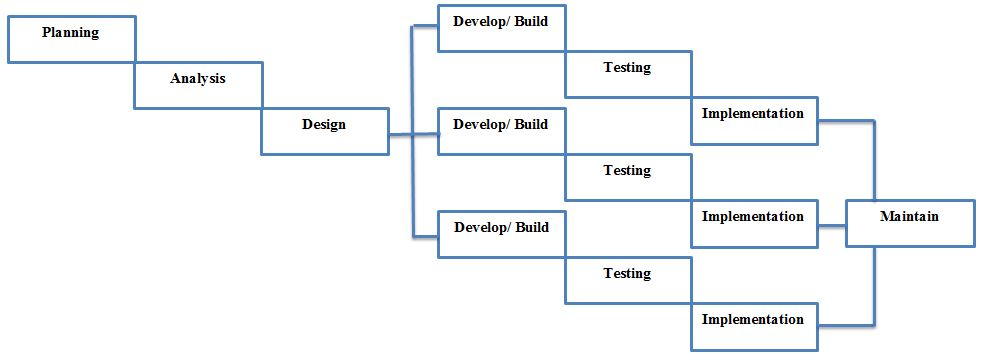 Planning
Analysis
Design
Develop/ Build
Testing
Implementation
Develop/ Build
Testing
Implementation
Develop/ Build
Testing
Implementation
Maintain